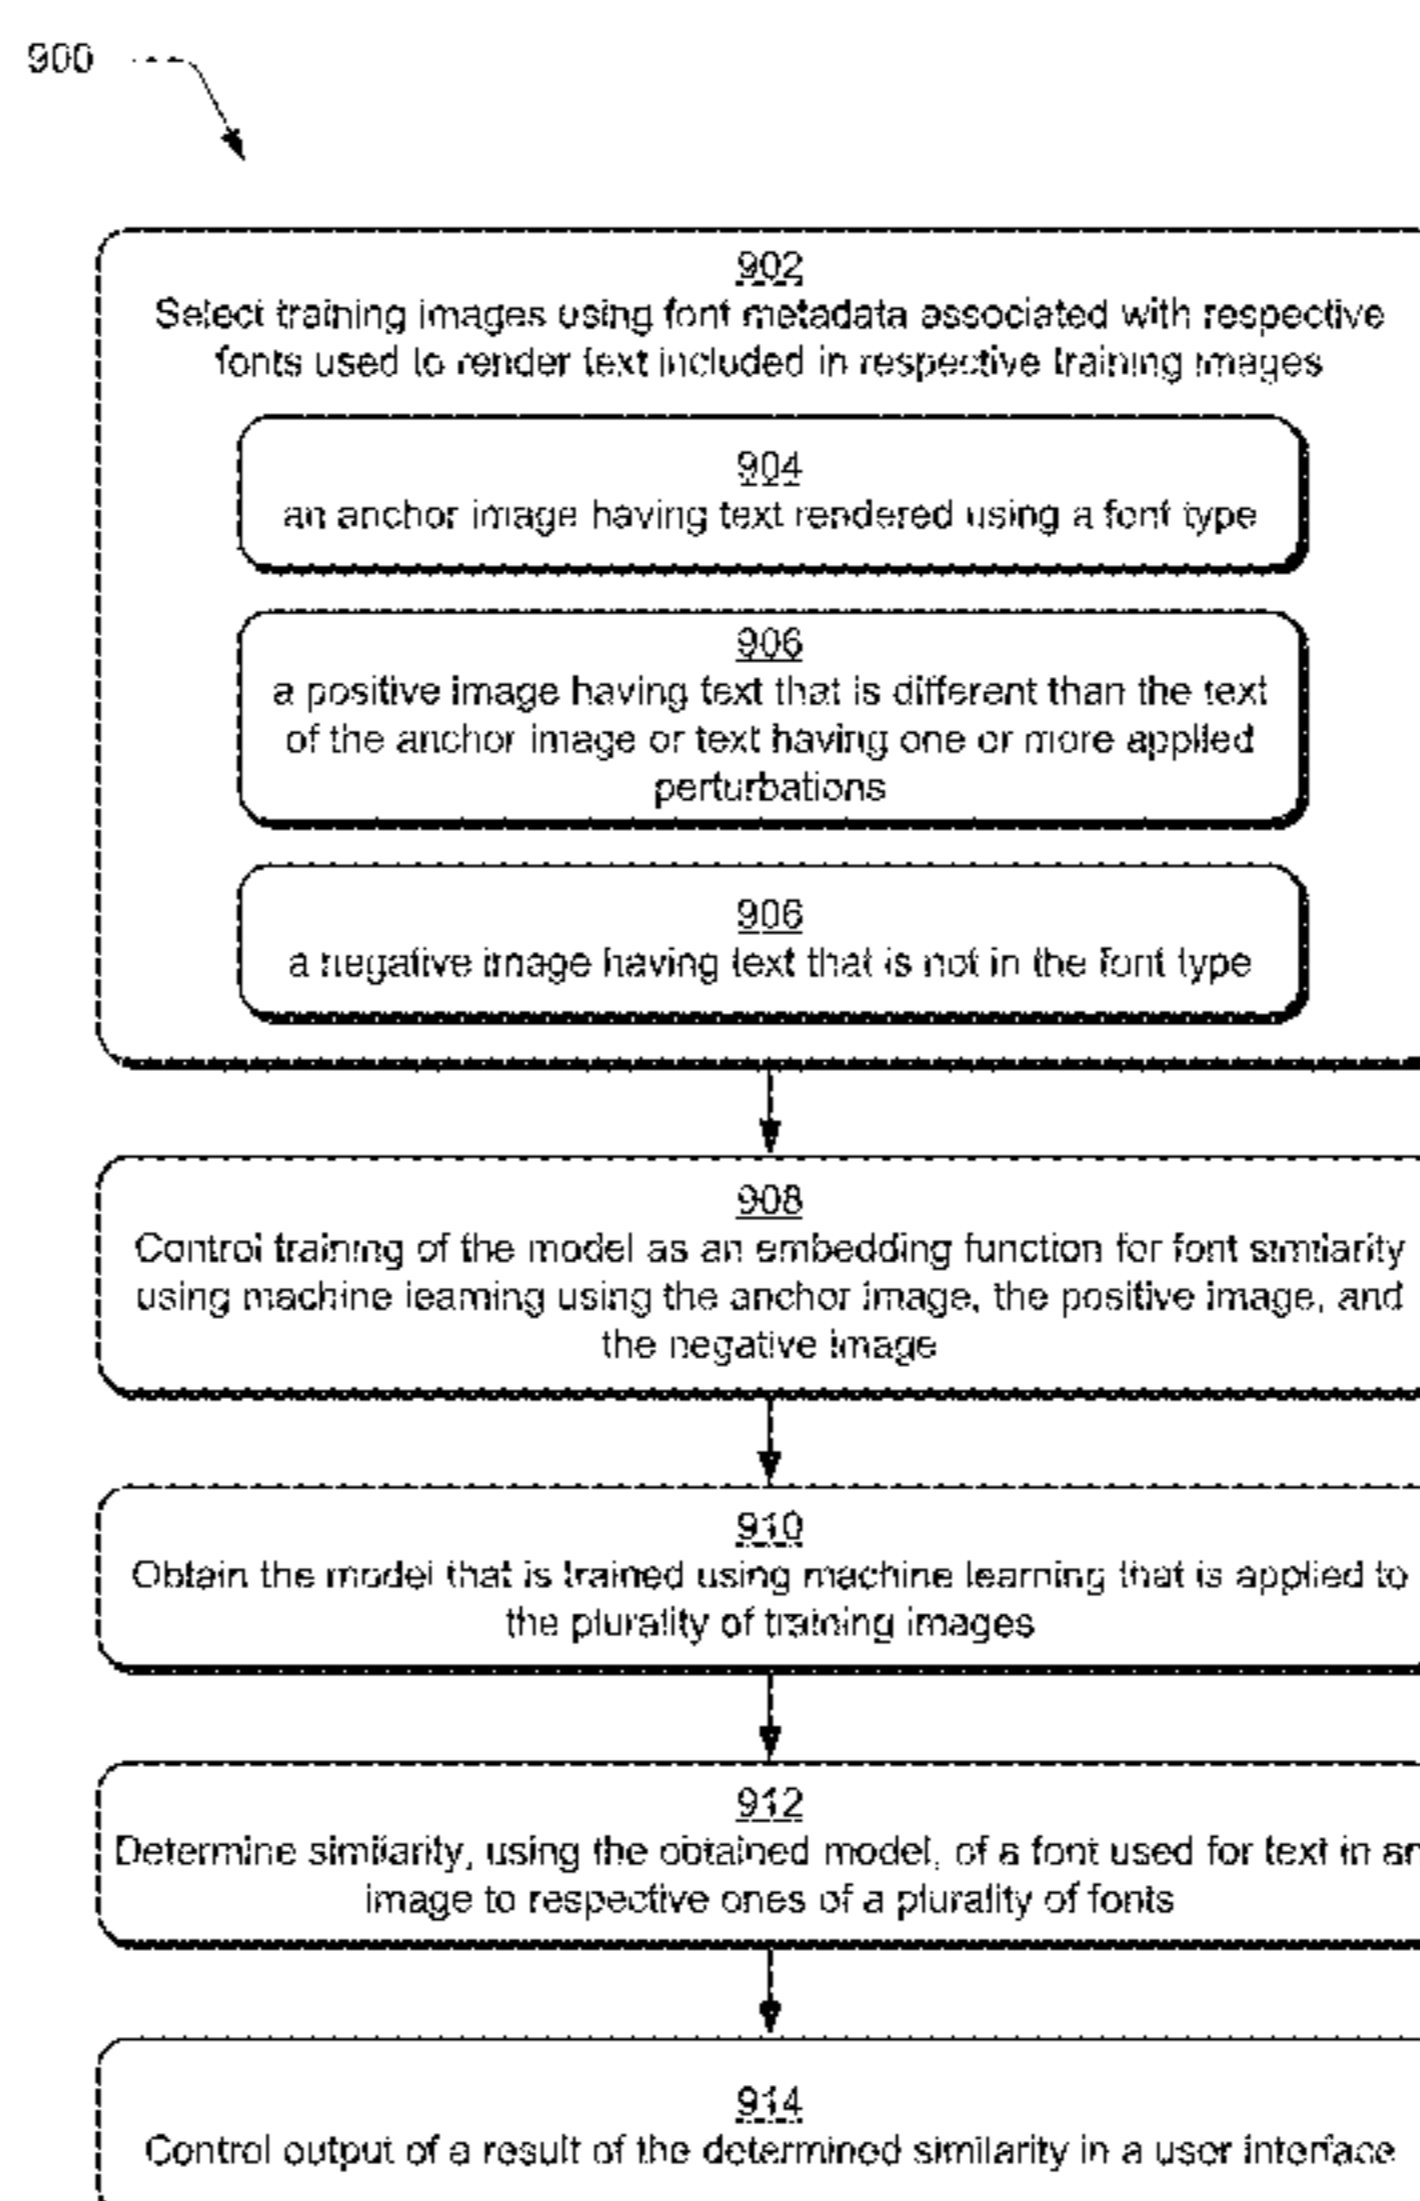 900
902
Select training images using font metadata associated with respective
fonts used to render text included in respective training images
904
an anchor image having text rendered using a font type
906
a positive image having text that is different than the text
of the anchor image or text having one or more applied
perturbations
906
a negative image having text that is not in the font type
908
Control training of the model as an embedding function for font similarity
using machine learning using the anchor image, the positive image, and
the negative image
910
Obtain the model that is trained using machine learning that is applied to
the plurality of training images
912
Determine similarity, using the obtained model, of a font used for text in an
image to respective ones of a plurality of fonts
914
Control output of a result of the determined similarity in a user interface